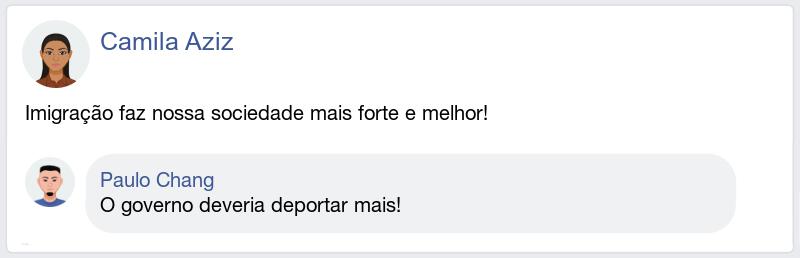 Camila Aziz
Imigração faz nossa sociedade mais forte e melhor!
Paulo Chang
O governo deveria deportar mais!